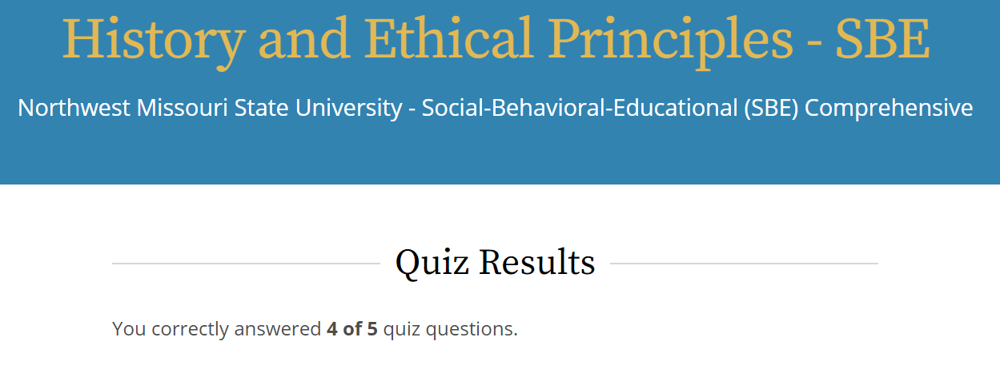 History and Ethical Principles - SBE
Northwest Missouri State University - Social-Behavioral-Educational (SBE) Comprehensive
Quiz Results
You correctly answered 4 of 5 quiz questions.